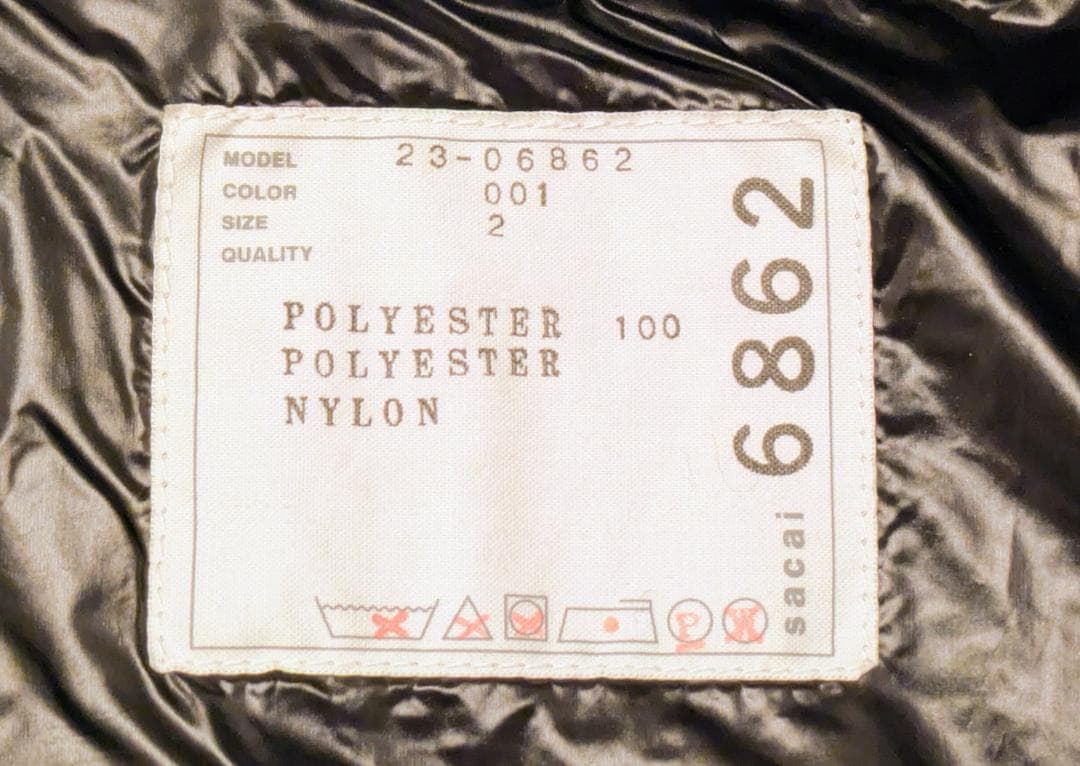 MODEL 23-06862
COLOR 001
SIZE 2
QUALITY
POLYESTER 100
POLYESTER
NYLON
P
W
sacai 6862